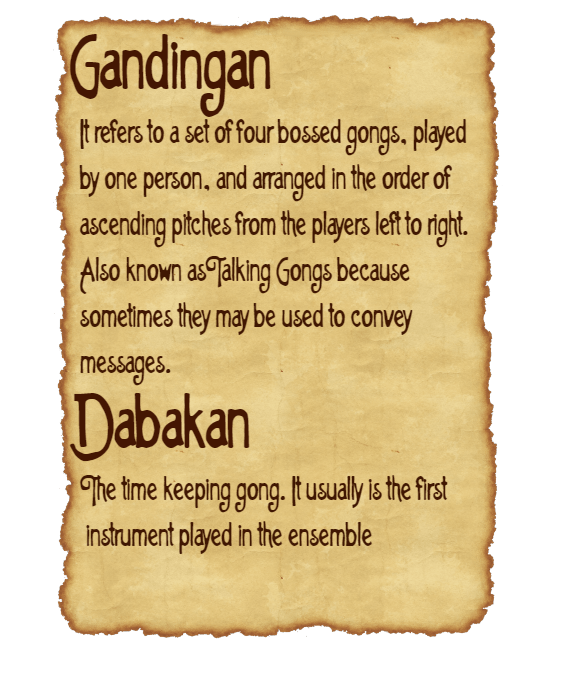 Gandingan
It refers to a set of four bossed gongs, played
by one person, and arranged in the order of
ascending pitches from the players left to right.
Also known asTalking Gongs because
sometimes they may be used to convey
messages.
Dabakan
The time keeping gong. It usually is the first
instrument played in the ensemble